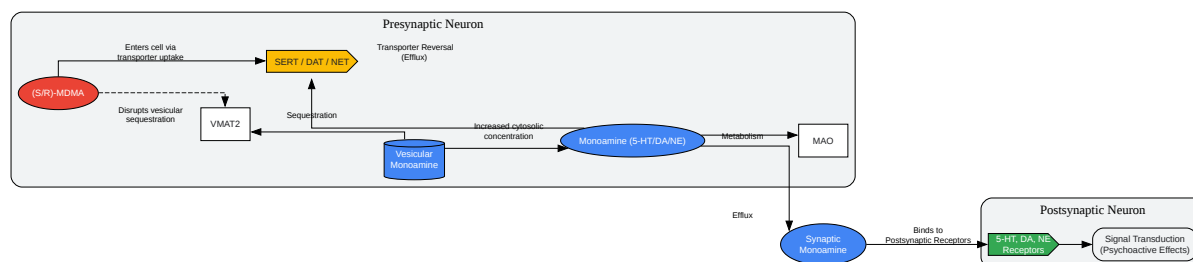 Presynaptic Neuron
Enters cell via
transporter uptake
SERT / DAT / NET
Transporter Reversal
(Efflux)
(S/R)-MDMA
Disrupts vesicular
sequestration
VMAT2
Sequestration
Vesicular
Monoamine
Increased cytosolic
concentration
Monoamine (5-HT/DA/NE)
Metabolism
MAO
Efflux
Synaptic
Monoamine
Binds to
Postsynaptic Receptors
Postsynaptic Neuron
5-HT, DA, NE
Receptors
Signal Transduction
(Psychoactive Effects)